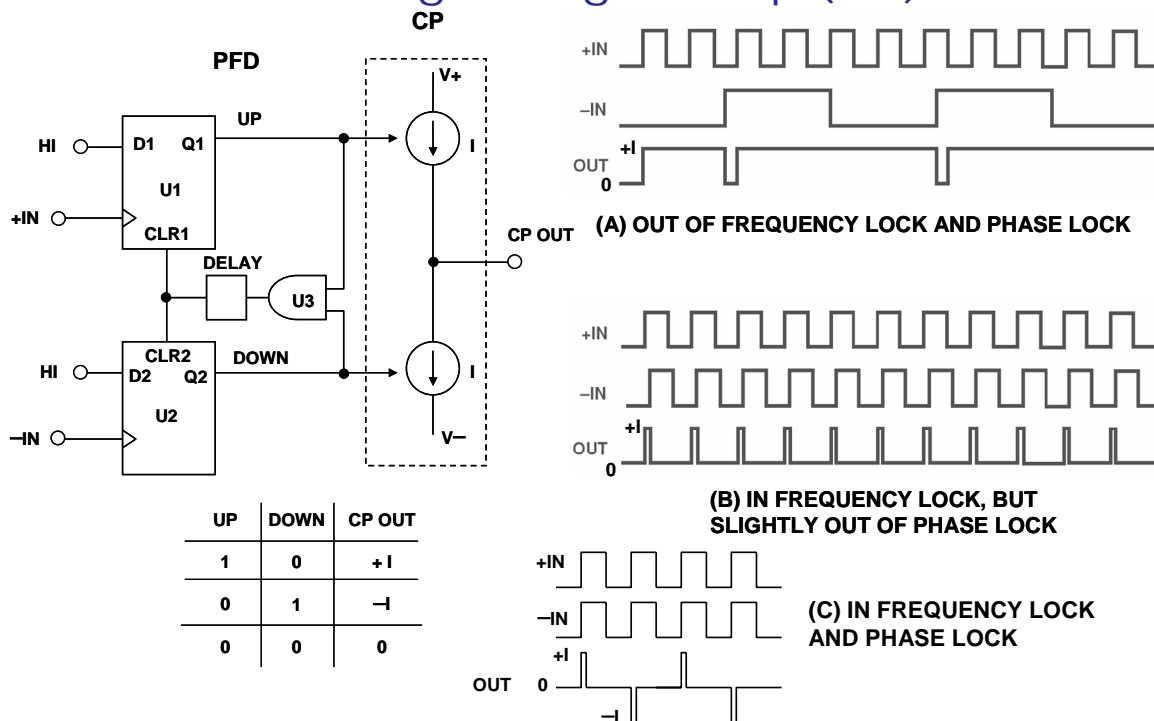 CP
PFD
V+
UP
HI
D1 Q1
I
U1
+IN
CLR1
CP OUT
DELAY
U3
CLR2
DOWN
HI
D2 Q2
I
U2
–IN
V–
UP DOWN CP OUT
1 0 + I
0 1 –I
0 0 0
+IN
–IN
+I
OUT
0
(A) OUT OF FREQUENCY LOCK AND PHASE LOCK
+IN
–IN
+I
OUT
0
(B) IN FREQUENCY LOCK, BUT
SLIGHTLY OUT OF PHASE LOCK
+IN
–IN
+I
OUT 0
–I
(C) IN FREQUENCY LOCK
AND PHASE LOCK